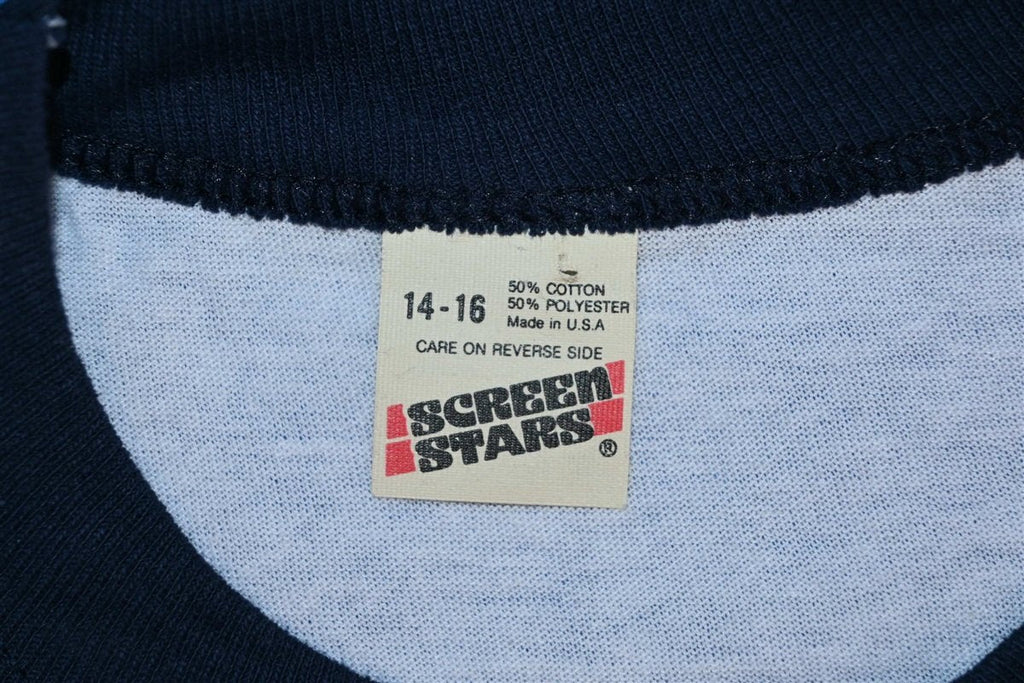 L
14-16
50% COTTON
50% POLYESTER
Made in U.S.A
CARE ON REVERSE SIDE
SCREEN
STARS ®